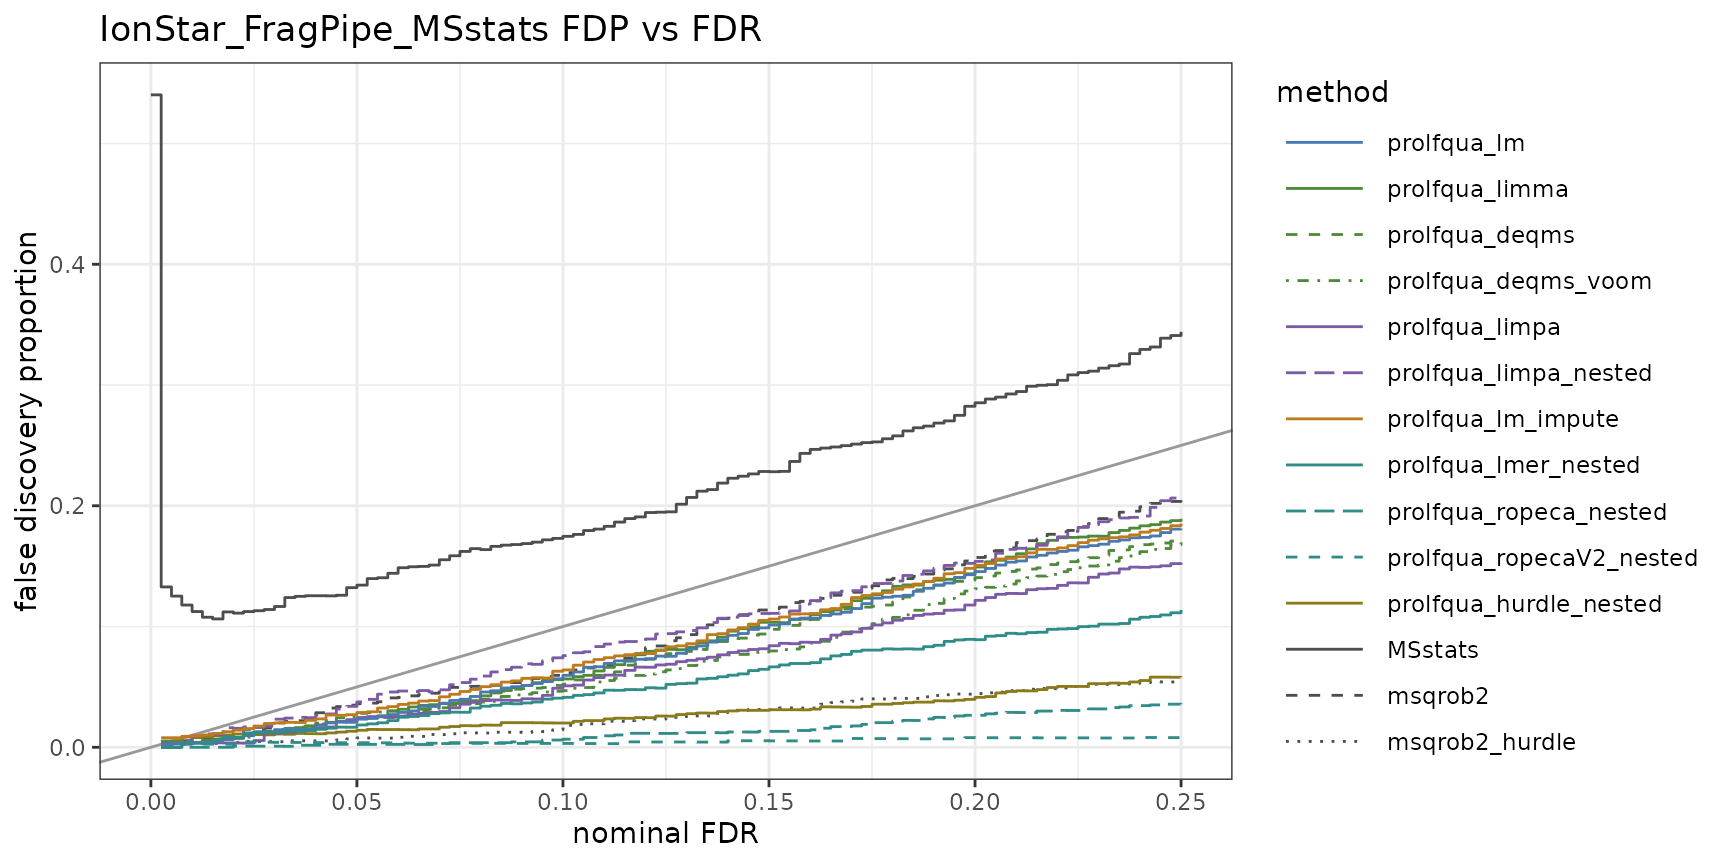 IonStar_FragPipe_MSstats FDP vs FDR
false discovery proportion
0.4
0.2
0.0
0.00 0.05 0.10 0.15 0.20 0.25
nominal FDR
method
prolfqua_lm
prolfqua_limma
prolfqua_deqms
prolfqua_deqms_voom
prolfqua_limpa
prolfqua_limpa_nested
prolfqua_lm_impute
prolfqua_lmer_nested
prolfqua_ropeca_nested
prolfqua_ropecaV2_nested
prolfqua_hurdle_nested
MSstats
msqrob2
msqrob2_hurdle